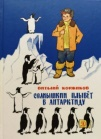 ВИТАЛИЙ КОРЖИКОВ
СОЛНЫШКИН ПЛЫВЁТ
В АНТАРКТИДУ